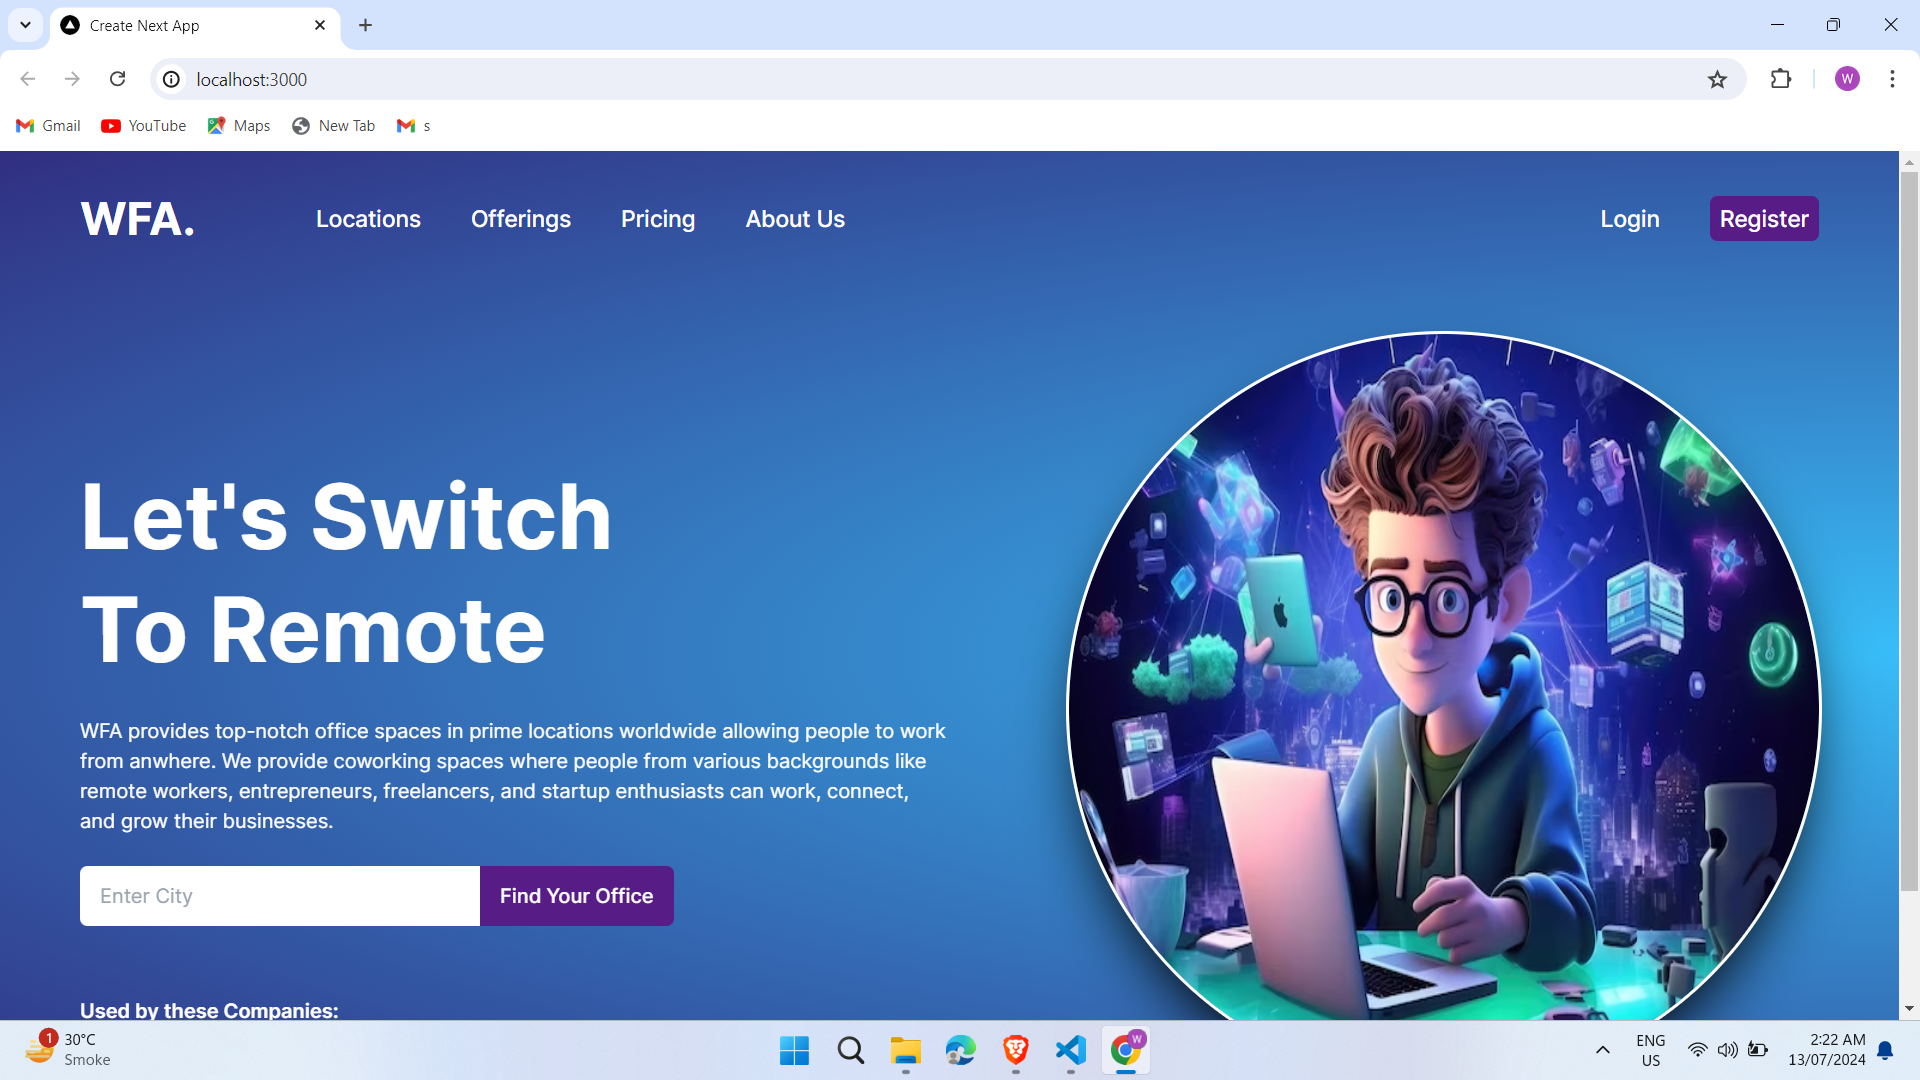 Create Next App
localhost:3000
W
Gmail
YouTube
Maps
New Tab
s
WFA.
Locations
Offerings
Pricing
About Us
Login
Register
Let's Switch
To Remote
WFA provides top-notch office spaces in prime locations worldwide allowing people to work
from anwhere. We provide coworking spaces where people from various backgrounds like
remote workers, entrepreneurs, freelancers, and startup enthusiasts can work, connect,
and grow their businesses.
Enter City
Find Your Office
Used by these Companies:
1
30°C
Smoke
W
ENG
US
2:22 AM
13/07/2024